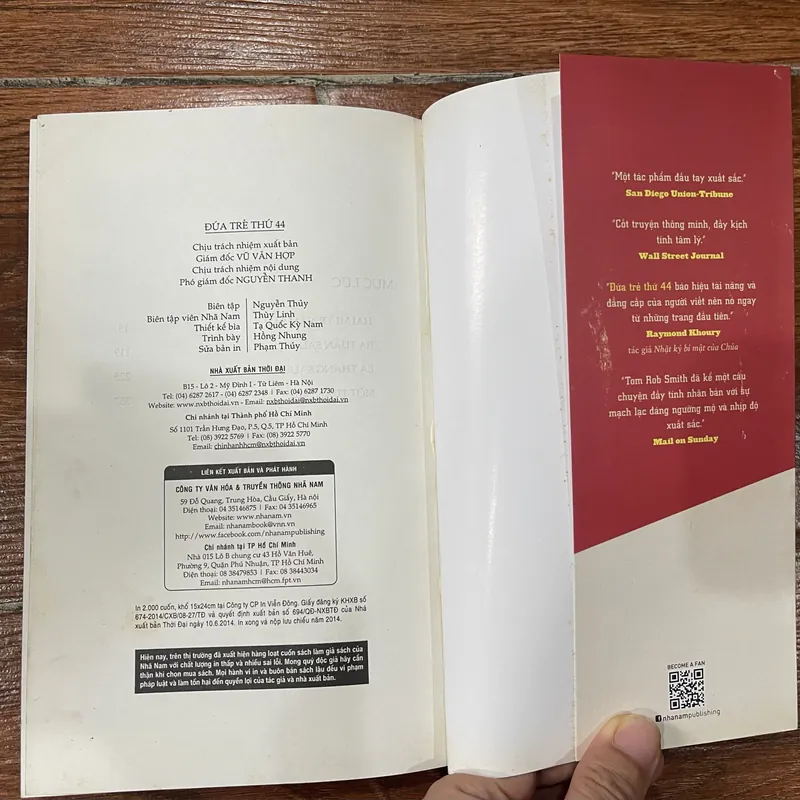 ĐỨA TRẺ THỨ 44
Chịu trách nhiệm xuất bản
Giám đốc VŨ VĂN HỢP
Chịu trách nhiệm nội dung
Phó giám đốc NGUYỄN THANH
Biên tập | Nguyễn Thủy
Biên tập viên Nhã Nam | Thùy Linh
Thiết kế bìa | Tạ Quốc Kỳ Nam
Trình bày | Hồng Nhung
Sửa bản in | Phạm Thủy
NHÀ XUẤT BẢN THỜI ĐẠI
B15 - Lô 2 - Mỹ Đình I - Từ Liêm - Hà Nội
Tel: (04) 6287 2617 - (04) 6287 2348 | Fax: (04) 6287 1730
Website: www.nxbthoidai.vn - Email: nxbthoidai@nxbthoidai.vn
Chi nhánh tại Thành phố Hồ Chí Minh
Số 1101 Trần Hưng Đạo, P.5, Q.5, TP Hồ Chí Minh
Tel: (08) 3922 5769 | Fax: (08) 3922 5770
Email: chinhanhhcm@nxbthoidai.vn
LIÊN KẾT XUẤT BẢN VÀ PHÁT HÀNH
CÔNG TY VĂN HÓA & TRUYỀN THÔNG NHÃ NAM
59 Đỗ Quang, Trung Hòa, Cầu Giấy, Hà nội
Điện thoại: 04 35146875 | Fax: 04 35146965
Website: www.nhanam.vn
Email: nhanambook@vnn.vn
http://www.facebook.com/nhanampublishing
Chi nhánh tại TP Hồ Chí Minh
Nhà 015 Lô B chung cư 43 Hồ Văn Huê,
Phường 9, Quận Phú Nhuận, TP Hồ Chí Minh
Điện thoại: 08 38479853 | Fax: 08 38443034
Email: nhanamhcm@hcm.fpt.vn
In 2.000 cuốn, khổ 15x24cm tại Công ty CP In Viễn Đông. Giấy đăng ký KHXB số
674-2014/CXB/08-27/TĐ và quyết định xuất bản số 694/QĐ-NXBTĐ của Nhà
xuất bản Thời Đại ngày 10.6.2014. In xong và nộp lưu chiểu năm 2014.
Hiện nay, trên thị trường đã xuất hiện hàng loạt cuốn sách làm giả sách của
Nhã Nam với chất lượng in thấp và nhiều sai lỗi. Mong quý độc giả hãy cẩn
thận khi chọn mua sách. Mọi hành vi in và buôn bán sách lậu đều vi phạm
pháp luật và làm tổn hại đến quyền lợi của tác giả và nhà xuất bản.
"Một tác phẩm đầu tay xuất sắc."
San Diego Union-Tribune
"Cốt truyện thông minh, đầy kịch
tính tâm lý."
Wall Street Journal
"Đứa trẻ thứ 44 báo hiệu tài năng và
đẳng cấp của người viết nên nó ngay
từ những trang đầu tiên."
Raymond Khoury
tác giả Nhật ký bí mật của Chúa
"Tom Rob Smith đã kể một câu
chuyện đầy tính nhân bản với sự
mạch lạc đáng ngưỡng mộ và nhịp độ
xuất sắc."
Mail on Sunday
BECOME A FAN
nhanampublishing